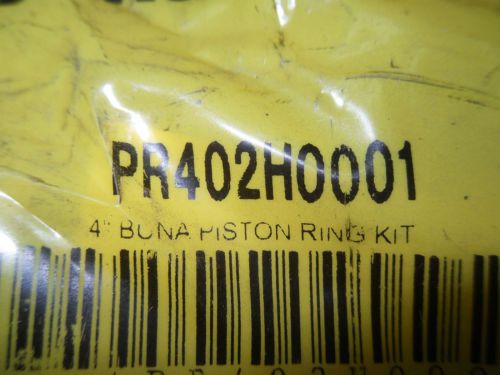 PR402H0001
4" BUNA PISTON RING KIT